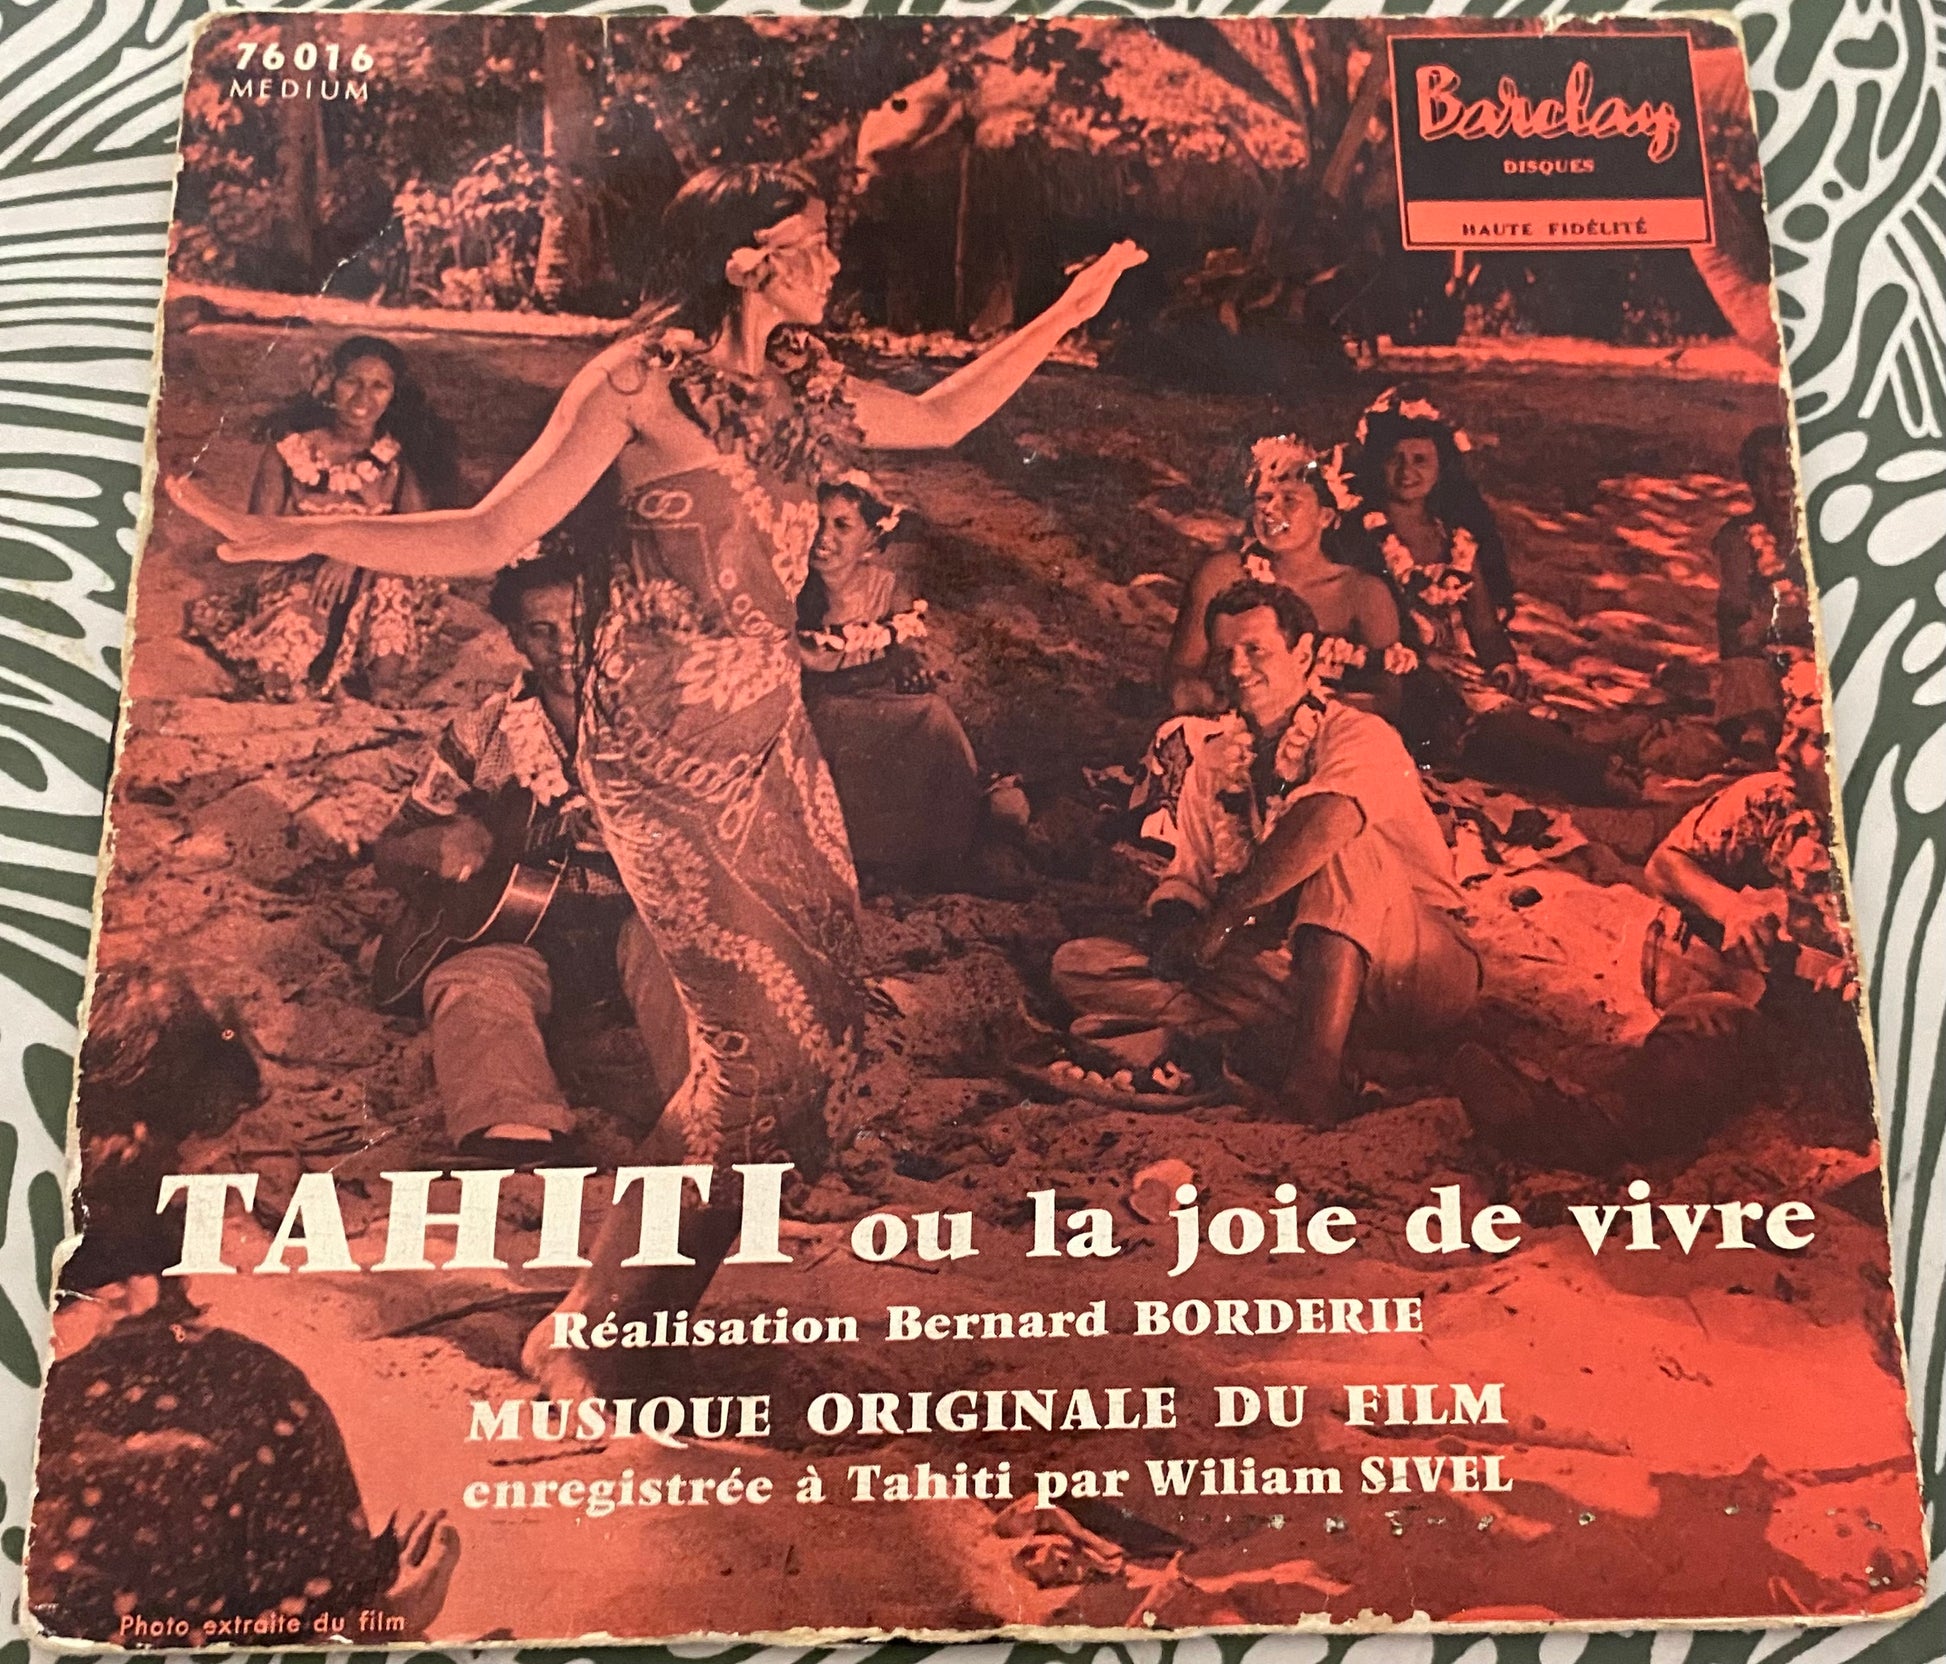 76016
MEDIUM
Barclay
DISQUES
HAUTE FIDÉLITÉ
TAHITI ou la joie de vivre
Réalisation Bernard BORDERIE
MUSIQUE ORIGINALE DU FILM
enregistrée à Tahiti par Wiliam SIVEL
Photo extraite du film